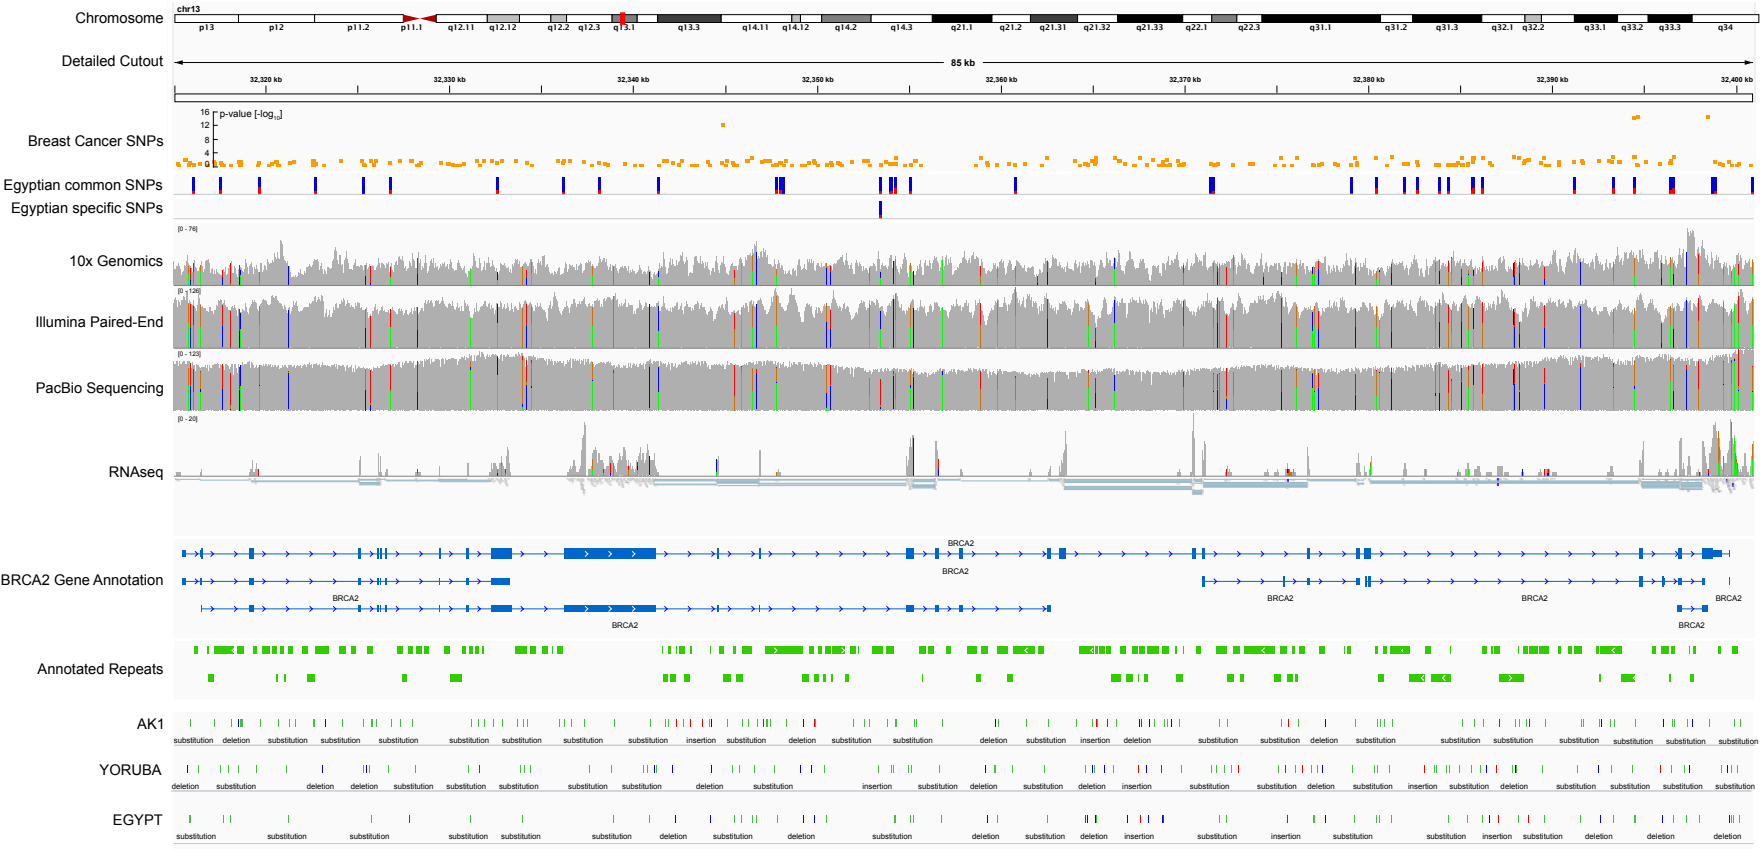 chr13
Chromosome
p13 p12 p11.2 p11.1 q12.11 q12.12 q12.2 q12.3 q13.1 q13.3 q14.11 q14.12 q14.2 q14.3 q21.1 q21.2 q21.31 q21.32 q21.33 q22.1 q22.3 q31.1 q31.2 q31.3 q32.1 q32.2 q33.1 q33.2 q33.3 q34
Detailed Cutout
85 kb
32,320 kb 32,330 kb 32,340 kb 32,350 kb 32,360 kb 32,370 kb 32,380 kb 32,390 kb 32,400 kb
16 p-value [-log10]
12
Breast Cancer SNPs
8
4
0
Egyptian common SNPs
Egyptian specific SNPs
[0 - 76]
10x Genomics
[0 - 126]
Illumina Paired-End
[0 - 123]
PacBio Sequencing
[0 - 20]
RNAseq
BRCA2
BRCA2
BRCA2 Gene Annotation
BRCA2 BRCA2 BRCA2 BRCA2
BRCA2 BRCA2
Annotated Repeats
AK1
substitution deletion substitution substitution substitution substitution substitution substitution substitution insertion substitution deletion substitution substitution deletion substitution insertion deletion substitution substitution deletion substitution substitution substitution substitution substitution substitution substitution
YORUBA
deletion substitution deletion deletion substitution substitution substitution substitution substitution deletion substitution insertion substitution deletion substitution deletion insertion substitution substitution deletion substitution insertion substitution deletion substitution deletion substitution substitution substitution
EGYPT
substitution substitution substitution substitution substitution substitution deletion substitution deletion substitution deletion substitution deletion insertion substitution insertion substitution substitution insertion substitution deletion deletion deletion